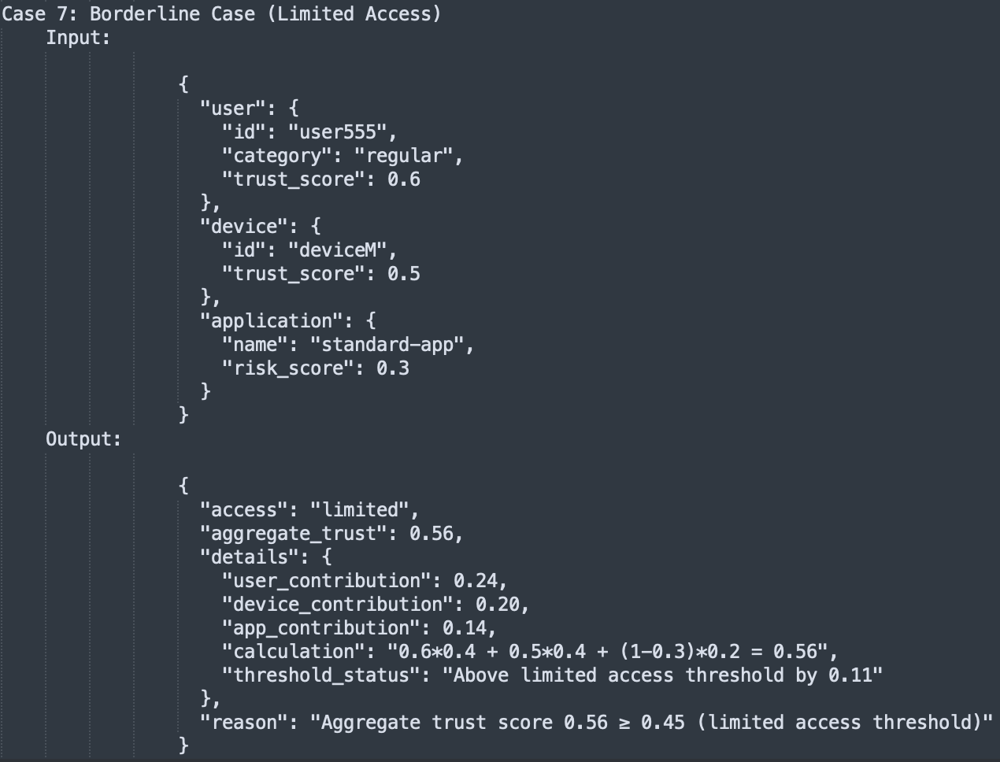 Case 7: Borderline Case (Limited Access)
Input:
{
"user": {
"id": "user555",
"category": "regular",
"trust_score": 0.6
},
"device": {
"id": "deviceM",
"trust_score": 0.5
},
"application": {
"name": "standard-app",
"risk_score": 0.3
}
}
Output:
{
"access": "limited",
"aggregate_trust": 0.56,
"details": {
"user_contribution": 0.24,
"device_contribution": 0.20,
"app_contribution": 0.14,
"calculation": "0.6*0.4 + 0.5*0.4 + (1-0.3)*0.2 = 0.56",
"threshold_status": "Above limited access threshold by 0.11"
},
"reason": "Aggregate trust score 0.56 ≥ 0.45 (limited access threshold)"
}